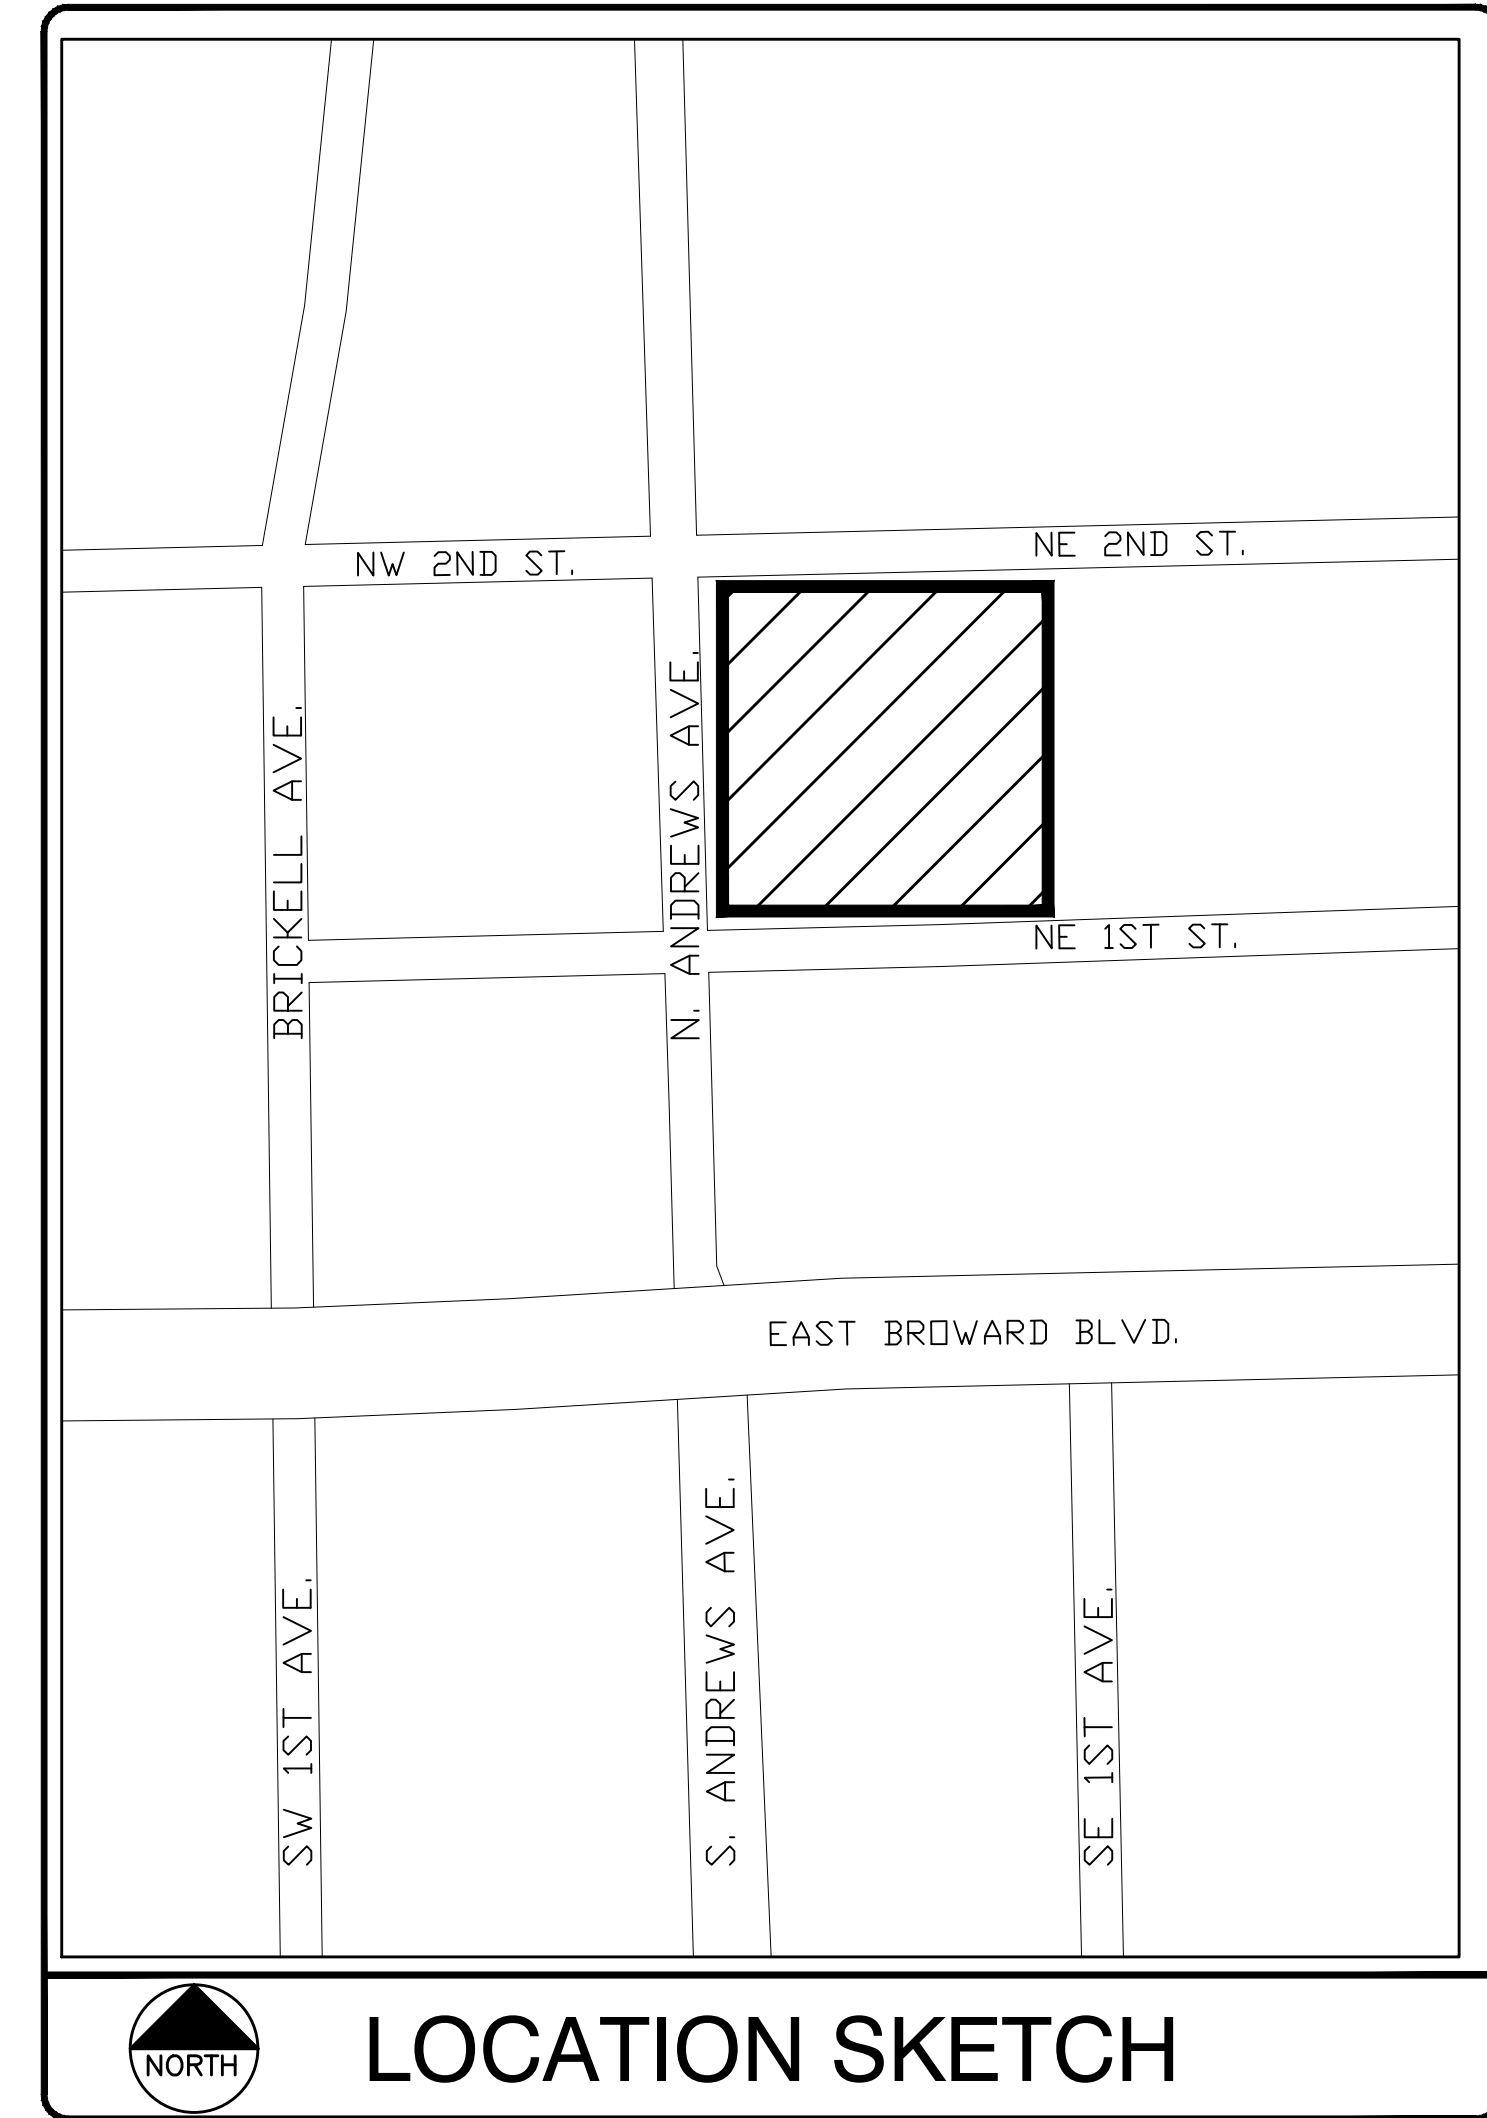 NW 2ND ST.
NE 2ND ST.
BRICKELL AVE.
N. ANDREWS AVE.
NE 1ST ST.
EAST BROWARD BLVD.
SW 1ST AVE.
S. ANDREWS AVE.
SE 1ST AVE.
NORTH
LOCATION SKETCH